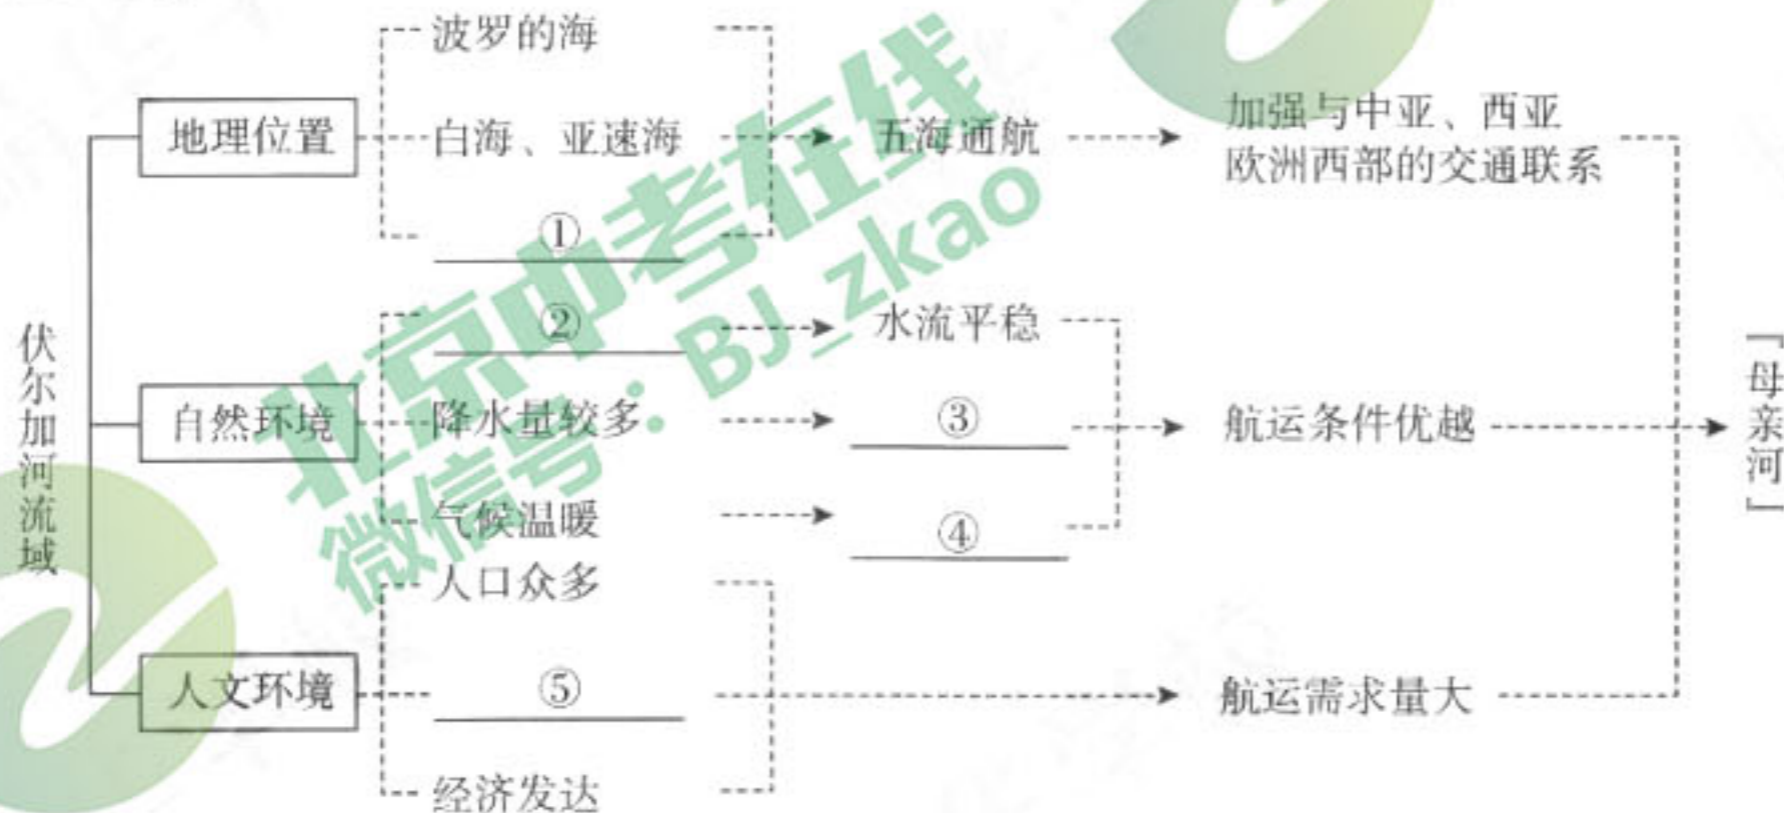 伏尔加河流域
地理位置
波罗的海
白海、亚速海
①
五海通航
加强与中亚、西亚
欧洲西部的交通联系
自然环境
②
水流平稳
降水量较多
③
气候温暖
④
航运条件优越
人文环境
人口众多
⑤
经济发达
航运需求量大
『母亲河』
北京中考在线
微信号：BJ_zkao